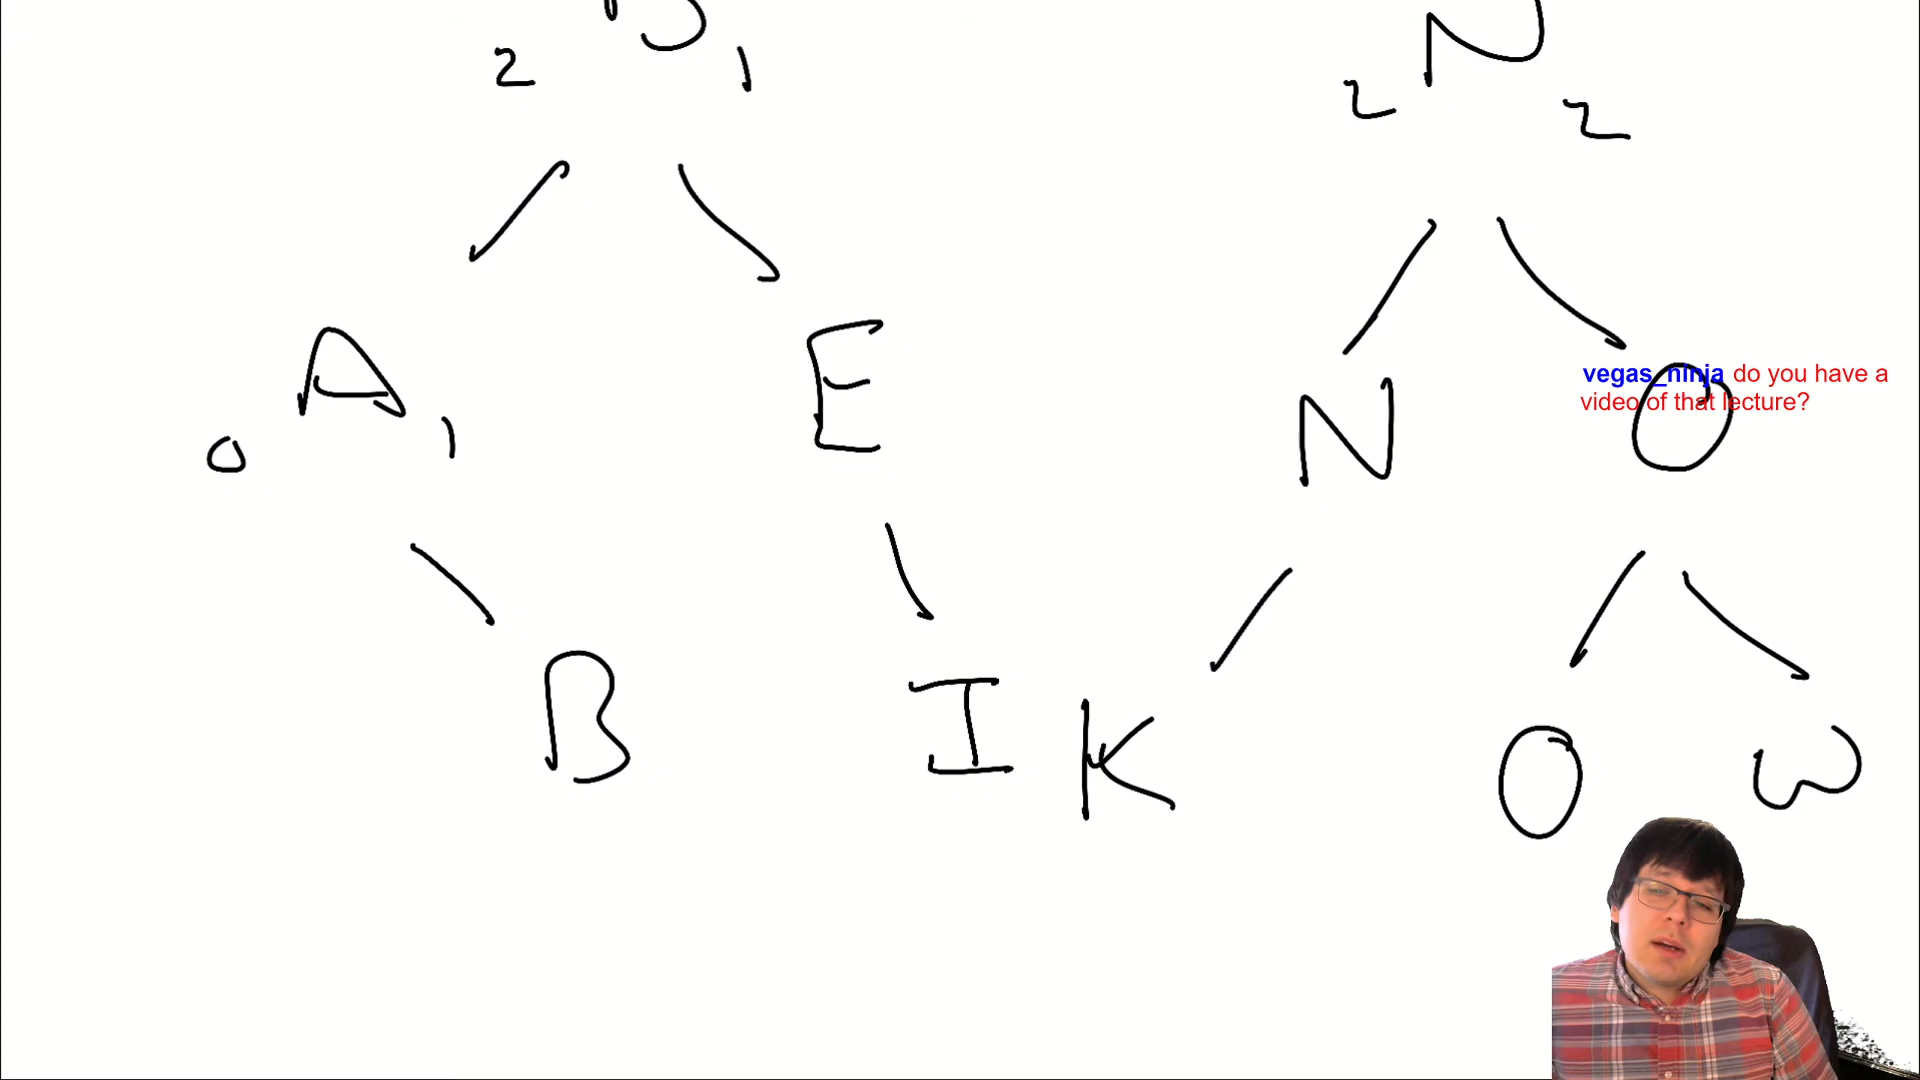 2 1
N
2 2
A E
0 1
N O
vegas_ninja do you have a
video of that lecture?
B I K O W